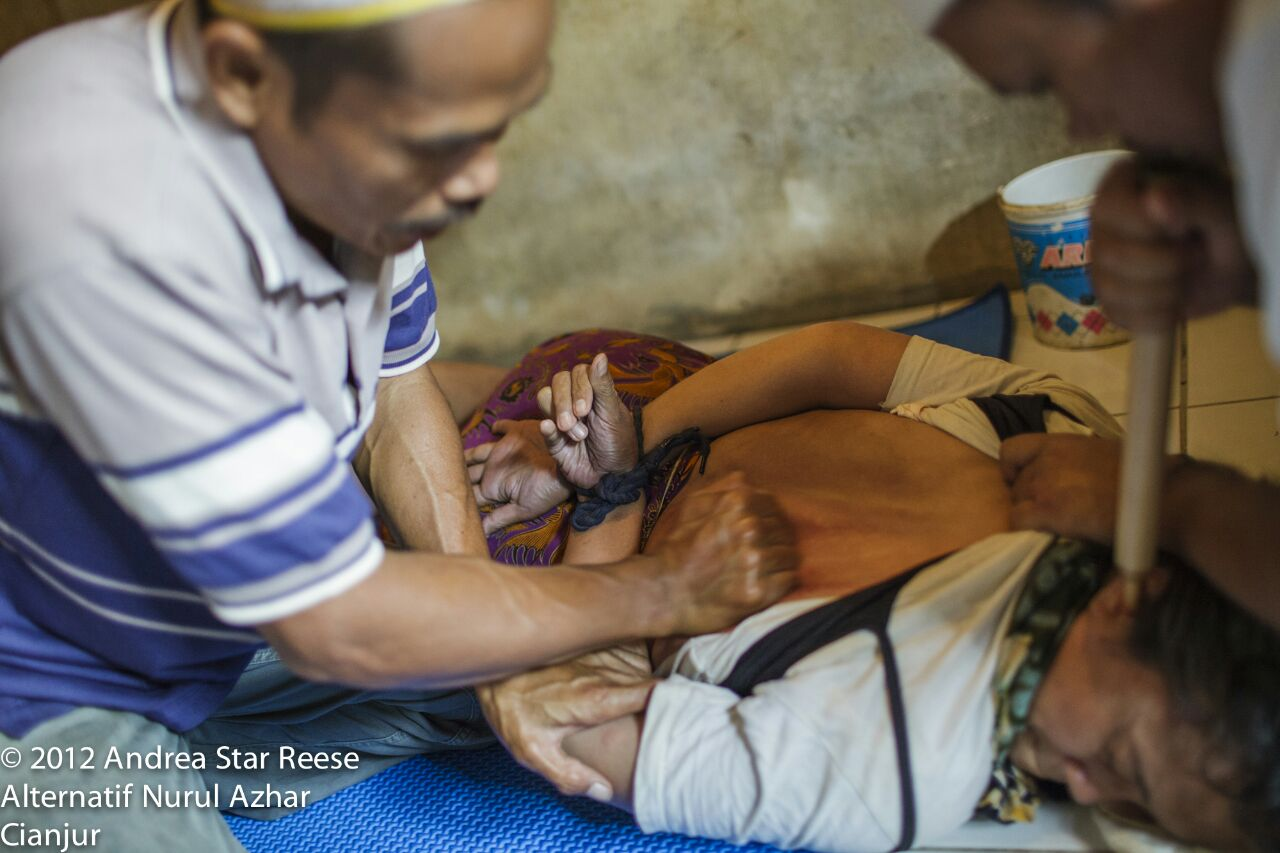 © 2012 Andrea Star Reese
Alternatif Nurul Azhar
Cianjur